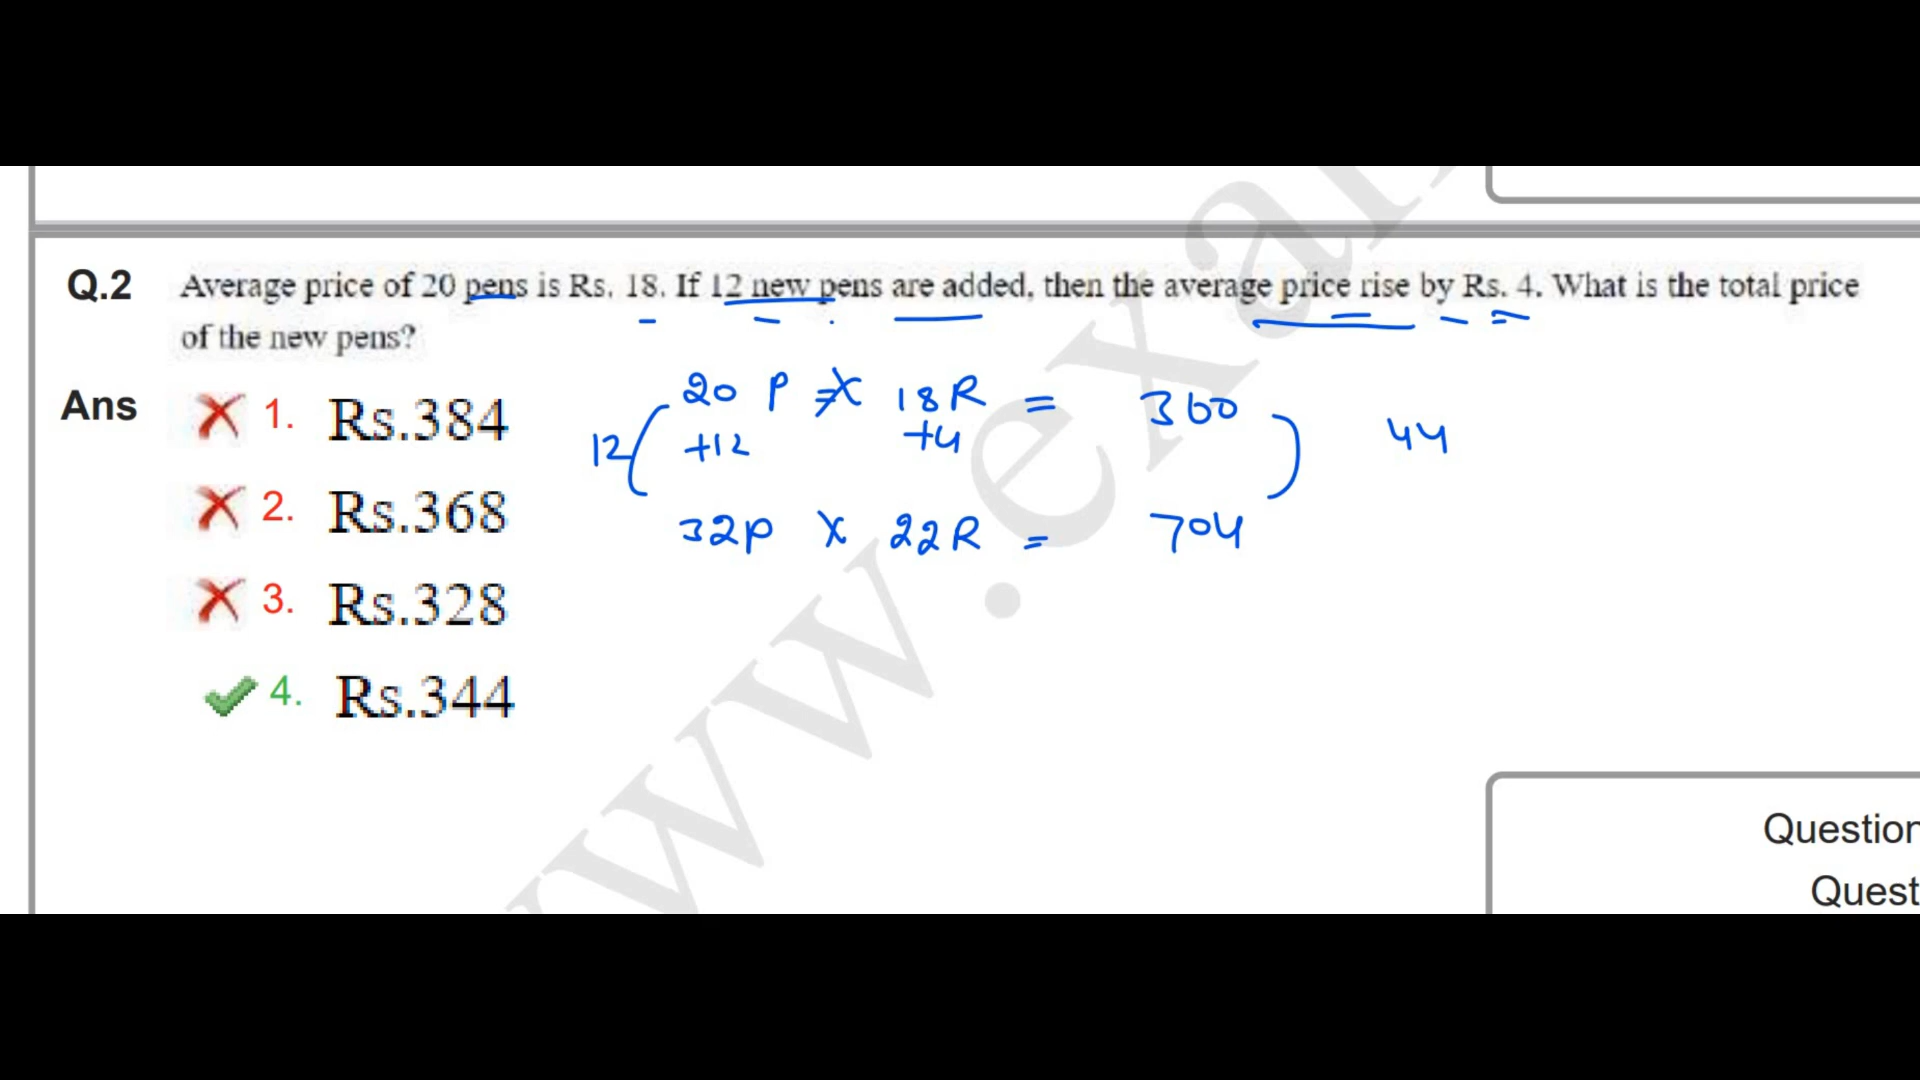 Q.2 Average price of 20 pens is Rs. 18. If 12 new pens are added, then the average price rise by Rs. 4. What is the total price
of the new pens?
Ans 1. Rs.384
2. Rs.368
3. Rs.328
4. Rs.344
20 P × 18R = 360
12 +12 +4 44
32P × 22R = 704
www.exa
Question
Quest